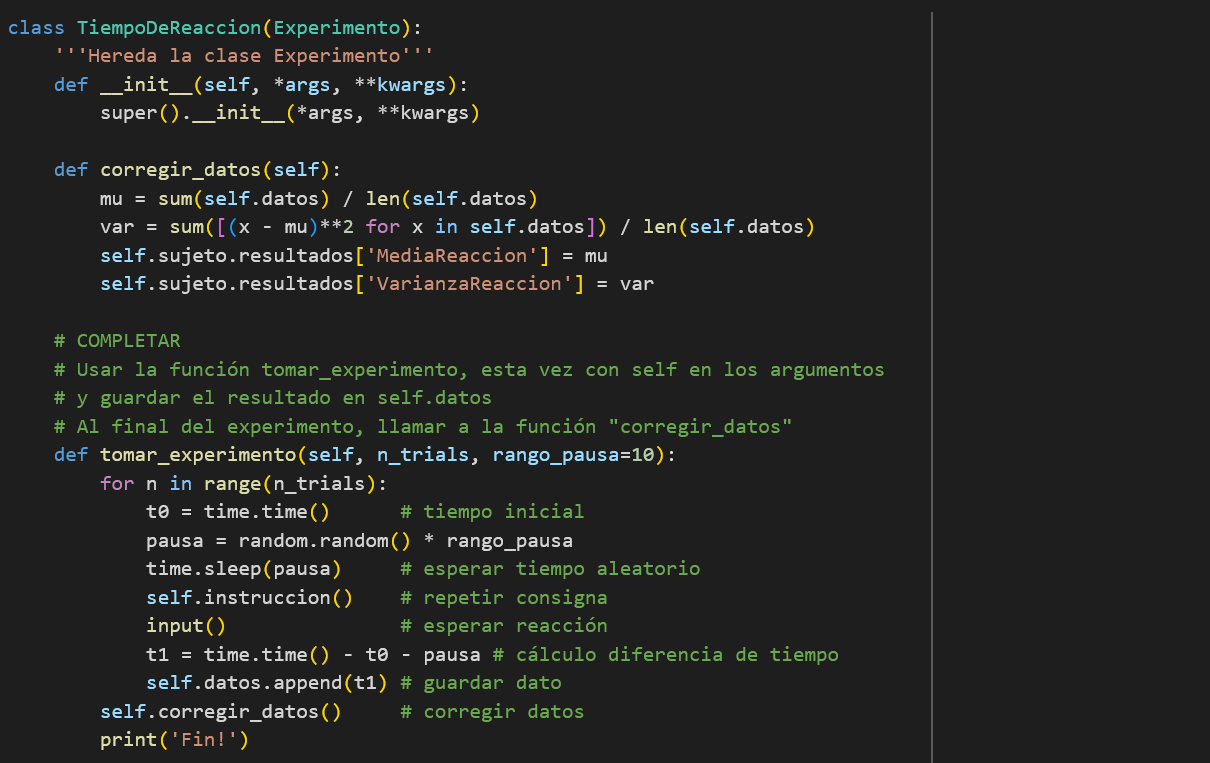 class TiempoDeReaccion(Experimento):
    '''Hereda la clase Experimento'''
    def __init__(self, *args, **kwargs):
        super().__init__(*args, **kwargs)

    def corregir_datos(self):
        mu = sum(self.datos) / len(self.datos)
        var = sum([(x - mu)**2 for x in self.datos]) / len(self.datos)
        self.sujeto.resultados['MediaReaccion'] = mu
        self.sujeto.resultados['VarianzaReaccion'] = var

    # COMPLETAR
    # Usar la función tomar_experimento, esta vez con self en los argumentos
    # y guardar el resultado en self.datos
    # Al final del experimento, llamar a la función "corregir_datos"
    def tomar_experimento(self, n_trials, rango_pausa=10):
        for n in range(n_trials):
            t0 = time.time()      # tiempo inicial
            pausa = random.random() * rango_pausa
            time.sleep(pausa)     # esperar tiempo aleatorio
            self.instruccion()    # repetir consigna
            input()               # esperar reacción
            t1 = time.time() - t0 - pausa # cálculo diferencia de tiempo
            self.datos.append(t1) # guardar dato
        self.corregir_datos()     # corregir datos
        print('Fin!')